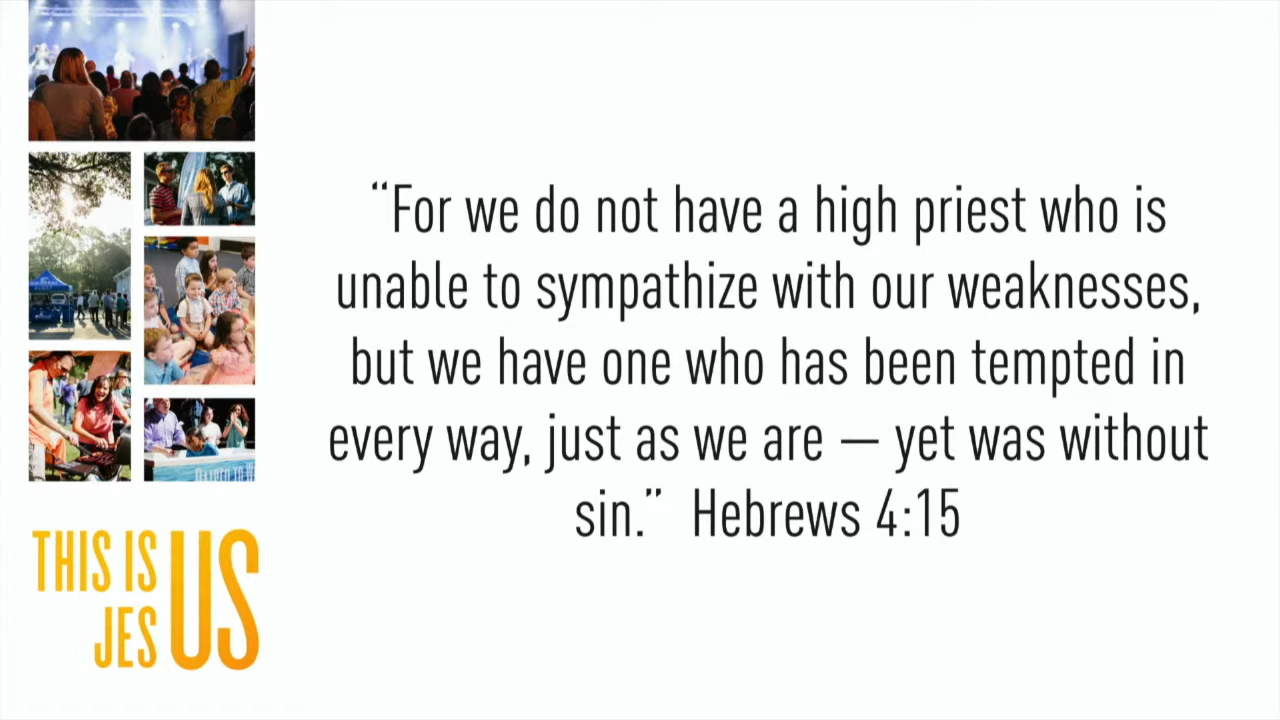 “For we do not have a high priest who is
unable to sympathize with our weaknesses,
but we have one who has been tempted in
every way, just as we are — yet was without
sin.” Hebrews 4:15
THIS IS
JESUS